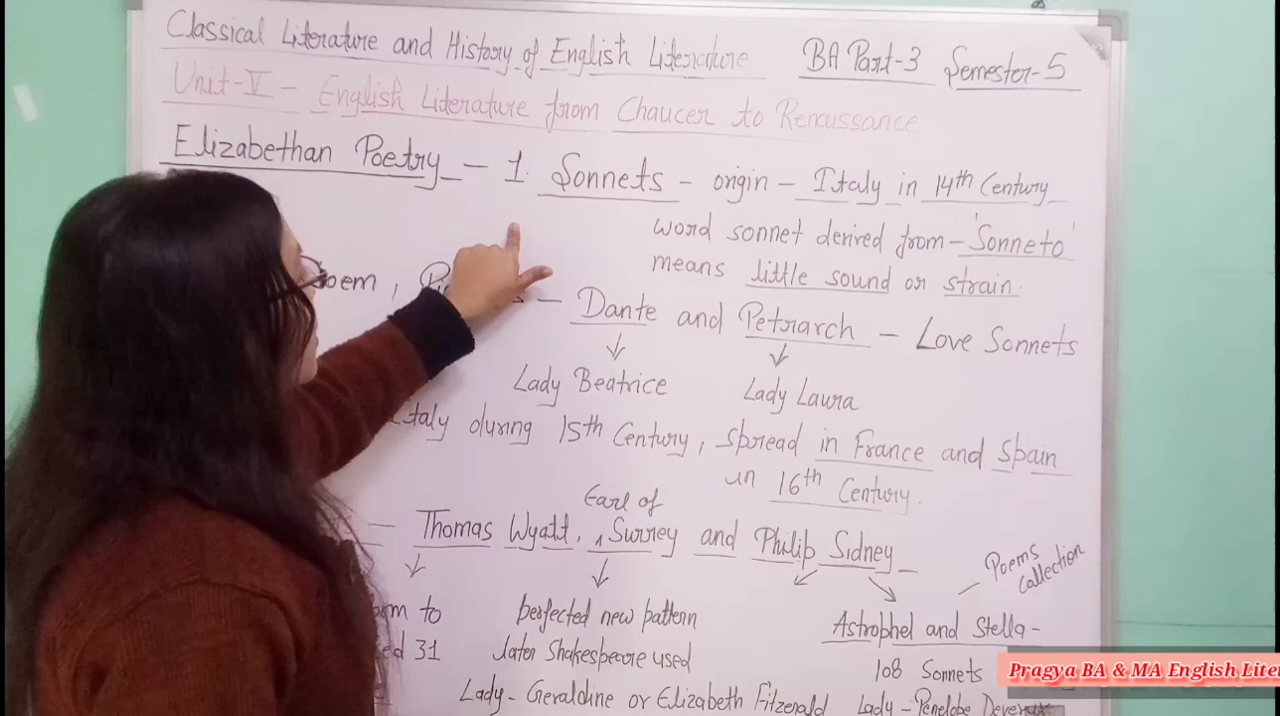 Classical Literature and History of English Literature BA Part-3 Semester-5
Unit-V - English Literature from Chaucer to Renaissance
Elizabethan Poetry - 1. Sonnets - origin - Italy in 14th Century
word sonnet derived from - 'Sonneto'
means little sound or strain.
Poem, - Dante and Petrarch - Love Sonnets
Lady Beatrice Lady Laura
Italy during 15th Century, spread in France and Spain
in 16th Century.
- Thomas Wyatt, Earl of Surrey and Philip Sidney -
Poems collection
to perfected new pattern Astrophel and Stella -
31 later Shakespeare used 108 Sonnets
Lady - Geraldine or Elizabeth Fitzerald Lady - Penelope
Pragya BA & MA English Liter